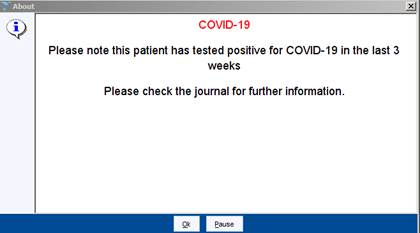 About
COVID-19
Please note this patient has tested positive for COVID-19 in the last 3
weeks
Please check the journal for further information.
Ok
Pause